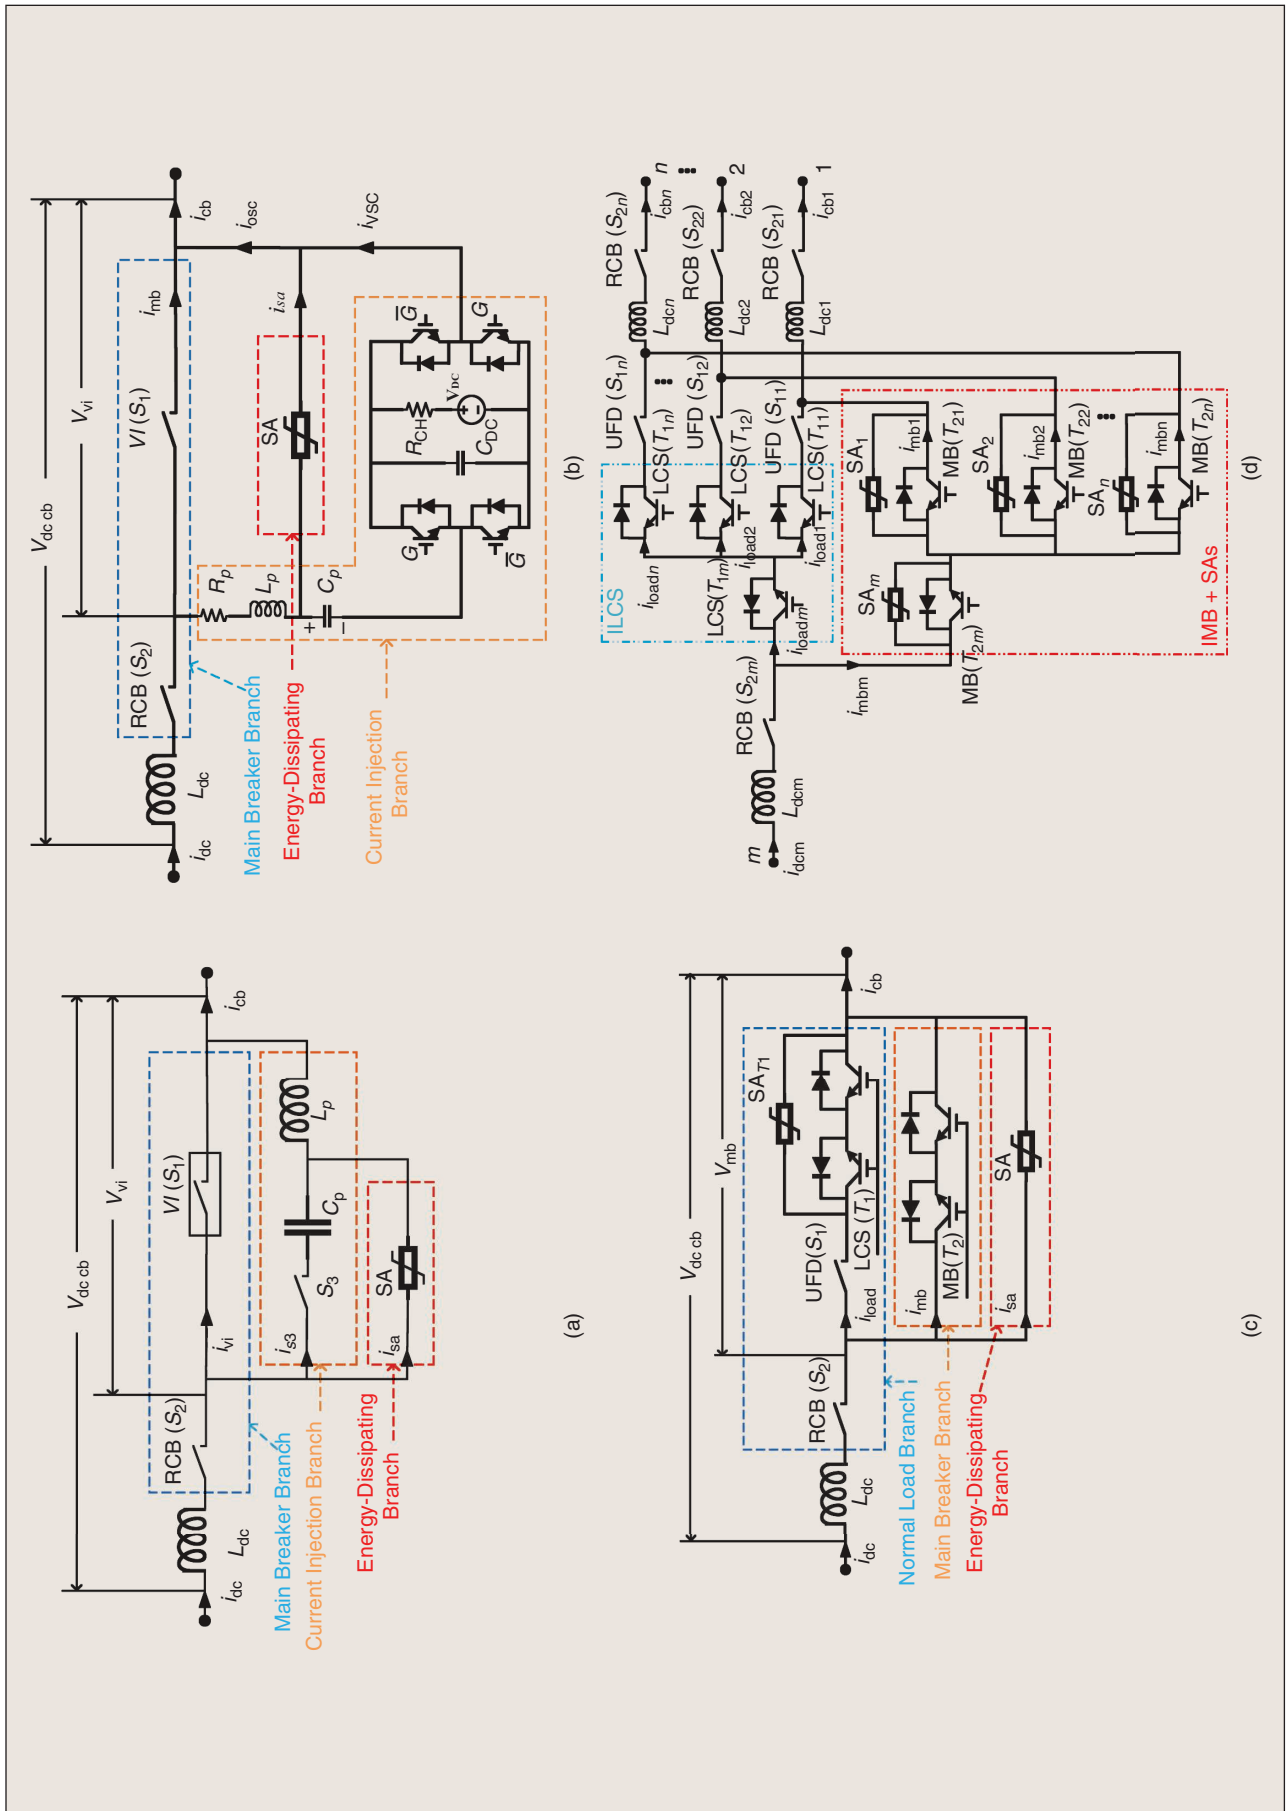 V_dc cb
V_vi
RCB (S_2)
VI (S_1)
L_dc
i_dc
i_vi
i_cb
i_s3
S_3
C_p
L_p
i_sa
SA
Main Breaker Branch
Current Injection Branch
Energy-Dissipating
Branch
(a)
V_dc cb
V_vi
RCB (S_2)
VI (S_1)
i_mb
i_cb
L_dc
i_dc
R_p
L_p
C_p
+
–
SA
i_sa
i_osc
i_VSC
Main Breaker Branch
Energy-Dissipating
Branch
Current Injection
Branch
G
G̅
R_CH
V_DC
+
–
C_DC
G̅
G
(b)
V_dc cb
V_mb
SA_T1
RCB (S_2)
UFD(S_1)
LCS (T_1)
L_dc
i_dc
i_load
i_cb
i_mb
MB(T_2)
i_sa
SA
Normal Load Branch
Main Breaker Branch
Energy-Dissipating
Branch
(c)
m
i_dcm
L_dcm
RCB (S_2m)
i_mbm
ILCS
LCS(T_1m)
i_loadm
i_loadn
i_load2
i_load1
LCS(T_1n)
LCS(T_12)
LCS(T_11)
UFD (S_1n)
UFD (S_12)
UFD (S_11)
L_dcn
L_dc2
L_dc1
RCB (S_2n)
RCB (S_22)
RCB (S_21)
i_cbn
i_cb2
i_cb1
n
2
1
MB(T_2m)
SA_m
SA_1
i_mb1
MB(T_21)
SA_2
i_mb2
MB(T_22)
SA_n
i_mbn
MB(T_2n)
IMB + SAs
(d)